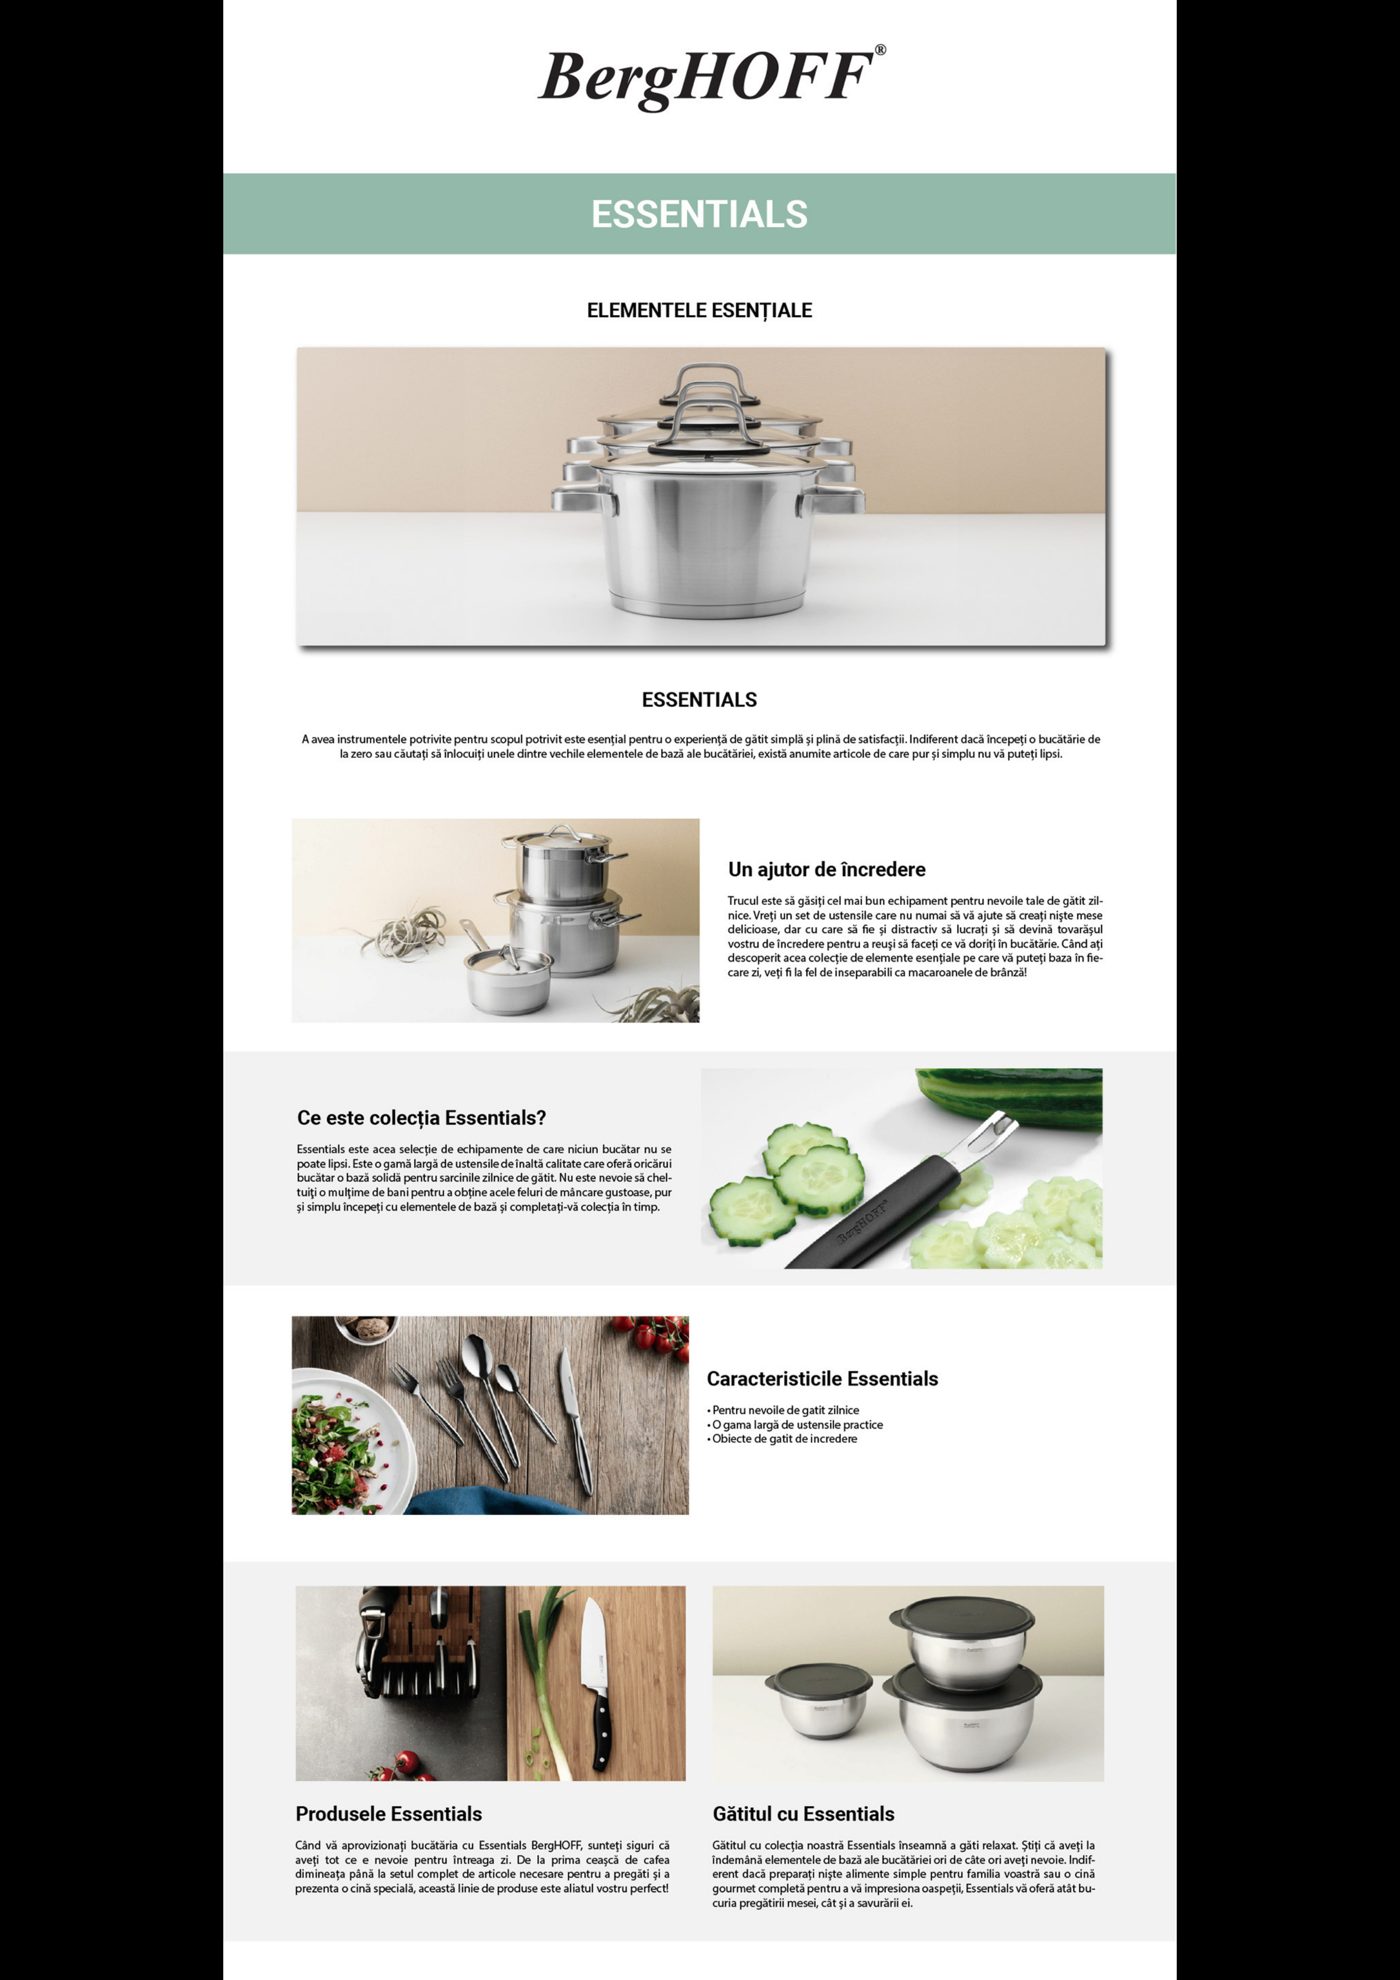 BergHOFF®
ESSENTIALS
ELEMENTELE ESENȚIALE
ESSENTIALS
A avea instrumentele potrivite pentru scopul potrivit este esențial pentru o experiență de gătit simplă și plină de satisfacții. Indiferent dacă începeți o bucătărie de
la zero sau căutați să înlocuiți unele dintre vechile elementele de bază ale bucătăriei, există anumite articole de care pur și simplu nu vă puteți lipsi.
Un ajutor de încredere
Trucul este să găsiți cel mai bun echipament pentru nevoile tale de gătit zil-
nice. Vreți un set de ustensile care nu numai să vă ajute să creați niște mese
delicioase, dar cu care să fie și distractiv să lucrați și să devină tovarășul
vostru de încredere pentru a reuși să faceți ce vă doriți în bucătărie. Când ați
descoperit acea colecție de elemente esențiale pe care vă puteți baza în fie-
care zi, veți fi la fel de inseparabili ca macaroanele de brânză!
Ce este colecția Essentials?
Essentials este acea selecție de echipamente de care niciun bucătar nu se
poate lipsi. Este o gamă largă de ustensile de înaltă calitate care oferă oricărui
bucătar o bază solidă pentru sarcinile zilnice de gătit. Nu este nevoie să chel-
tuiți o mulțime de bani pentru a obține acele feluri de mâncare gustoase, pur
și simplu începeți cu elementele de bază și completați-vă colecția în timp.
BergHOFF®
Caracteristicile Essentials
• Pentru nevoile de gatit zilnice
• O gama largă de ustensile practice
• Obiecte de gatit de incredere
Produsele Essentials
Când vă aprovizionați bucătăria cu Essentials BergHOFF, sunteți siguri că
aveți tot ce e nevoie pentru întreaga zi. De la prima ceașcă de cafea
dimineața până la setul complet de articole necesare pentru a pregăti și a
prezenta o cină specială, această linie de produse este aliatul vostru perfect!
Gătitul cu Essentials
Gătitul cu colecția noastră Essentials înseamnă a găti relaxat. Știți că aveți la
îndemână elementele de bază ale bucătăriei ori de câte ori aveți nevoie. Indif-
erent dacă preparați niște alimente simple pentru familia voastră sau o cină
gourmet completă pentru a vă impresiona oaspeții, Essentials vă oferă atât bu-
curia pregătirii mesei, cât și a savurării ei.